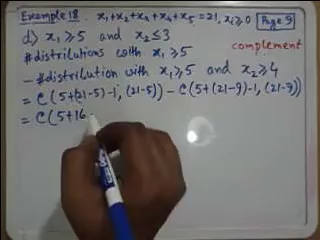 Example 18. x₁+x₂+x₃+x₄+x₅=21, xᵢ≥0 Page 9
d) x₁≥5 and x₂≤3
#distrilutions with x₁≥5 complement
-#distrilution with x₁≥5 and x₂≥4
= C(5+(21-5)-1, (21-5)) - C(5+(21-9)-1, (21-9))
= C(5+16